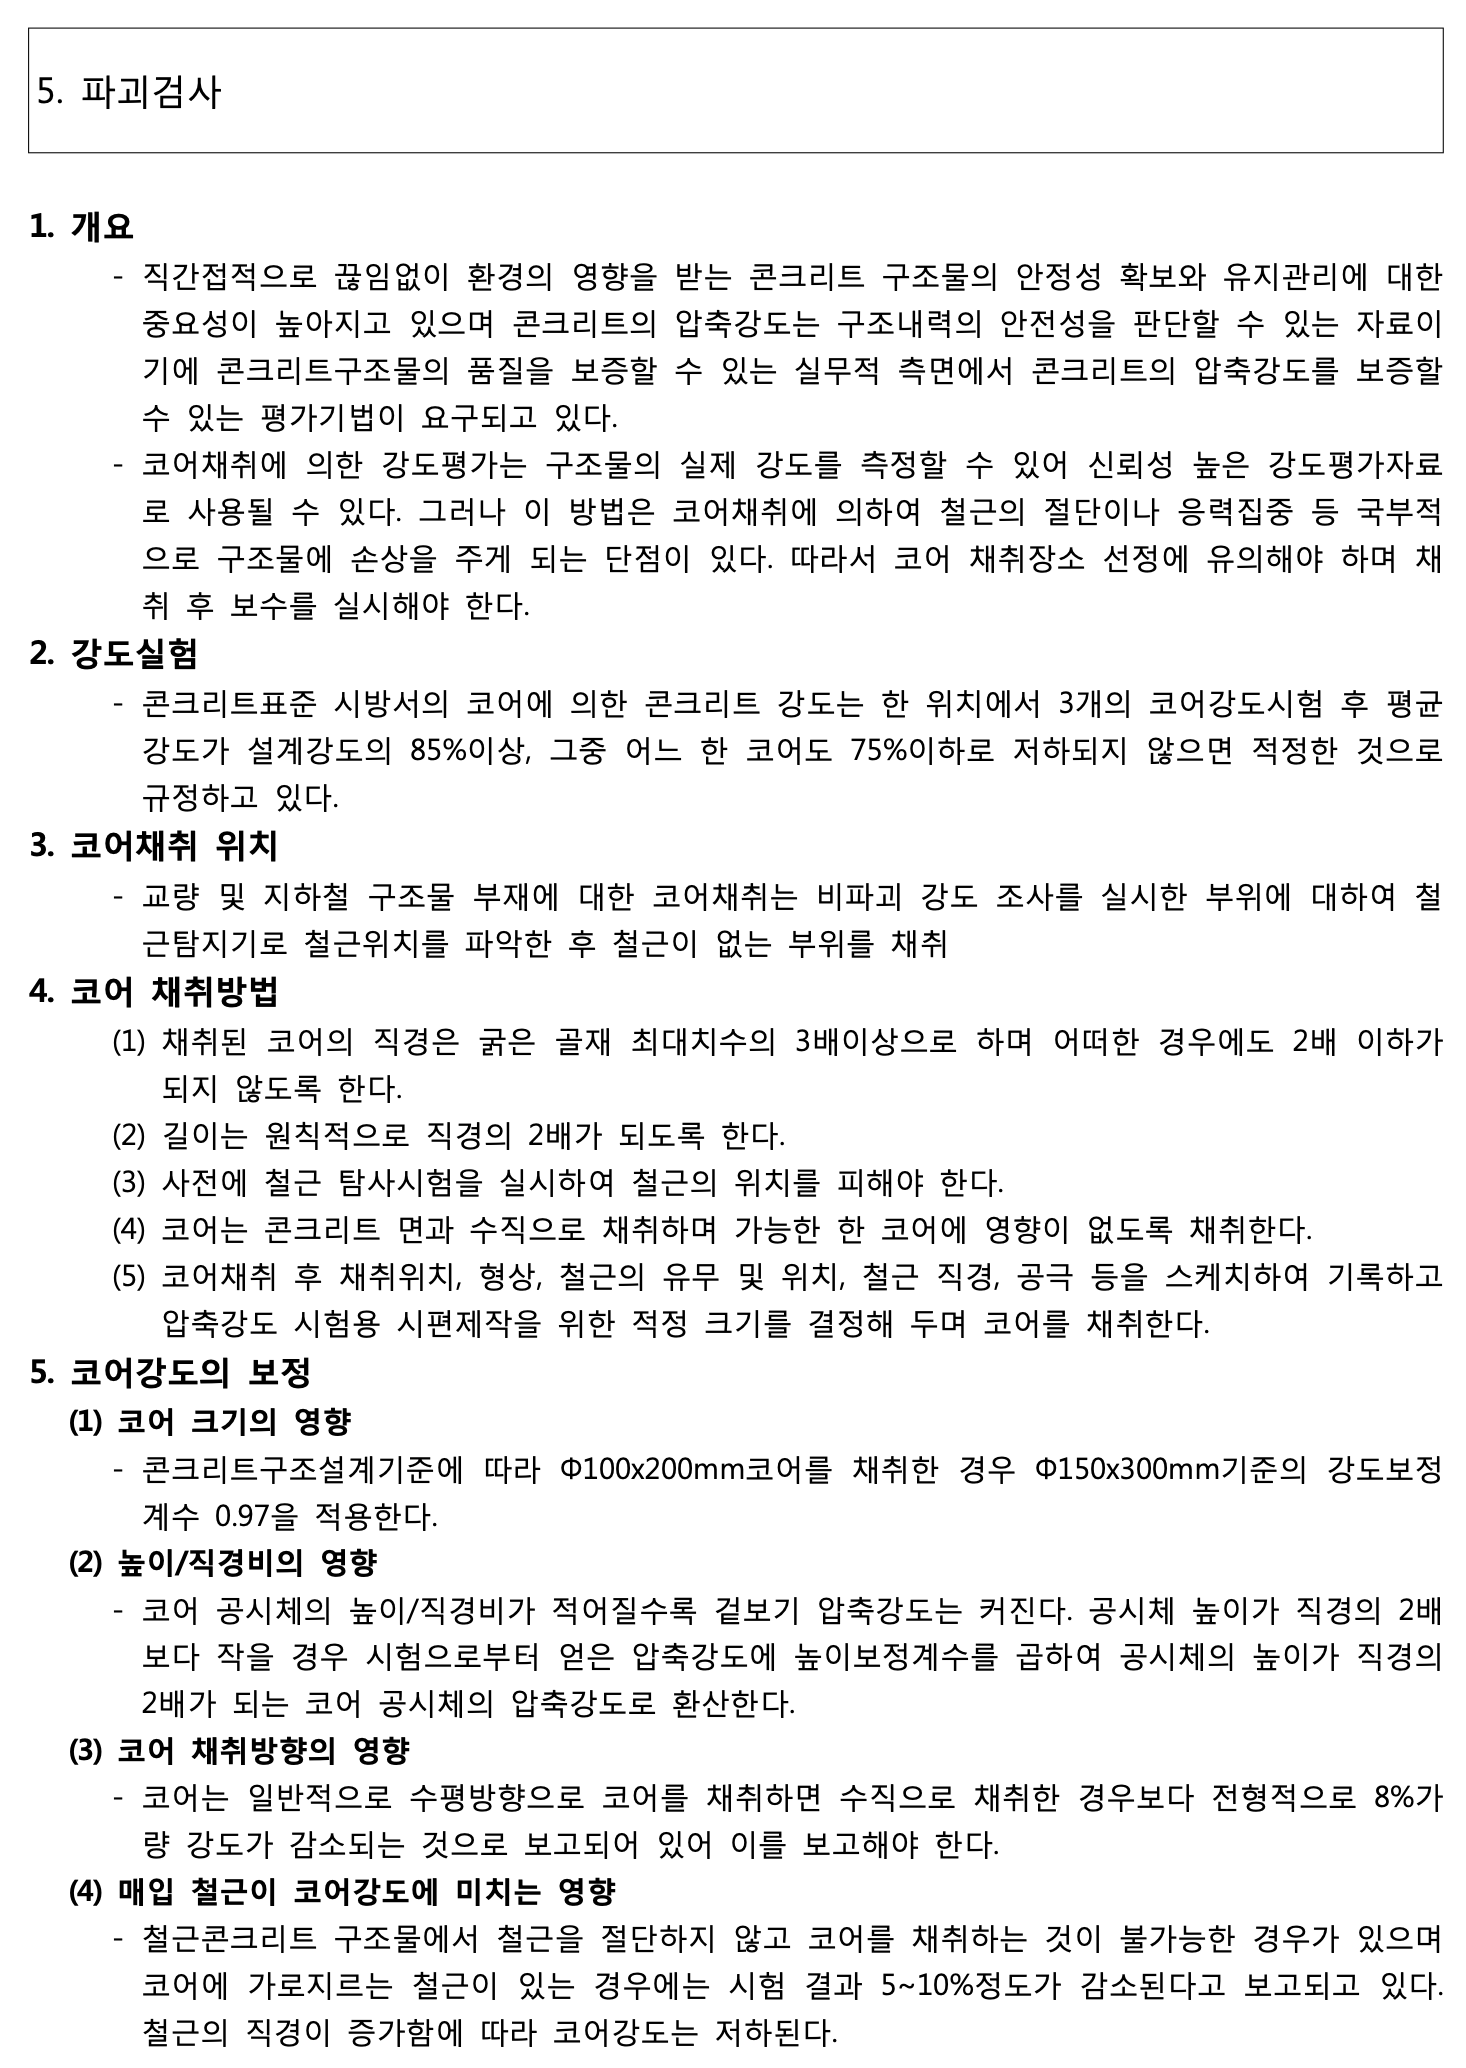 5. 파괴검사
1. 개요
- 직간접적으로 끊임없이 환경의 영향을 받는 콘크리트 구조물의 안정성 확보와 유지관리에 대한
중요성이 높아지고 있으며 콘크리트의 압축강도는 구조내력의 안전성을 판단할 수 있는 자료이
기에 콘크리트구조물의 품질을 보증할 수 있는 실무적 측면에서 콘크리트의 압축강도를 보증할
수 있는 평가기법이 요구되고 있다.
- 코어채취에 의한 강도평가는 구조물의 실제 강도를 측정할 수 있어 신뢰성 높은 강도평가자료
로 사용될 수 있다. 그러나 이 방법은 코어채취에 의하여 철근의 절단이나 응력집중 등 국부적
으로 구조물에 손상을 주게 되는 단점이 있다. 따라서 코어 채취장소 선정에 유의해야 하며 채
취 후 보수를 실시해야 한다.
2. 강도실험
- 콘크리트표준 시방서의 코어에 의한 콘크리트 강도는 한 위치에서 3개의 코어강도시험 후 평균
강도가 설계강도의 85%이상, 그중 어느 한 코어도 75%이하로 저하되지 않으면 적정한 것으로
규정하고 있다.
3. 코어채취 위치
- 교량 및 지하철 구조물 부재에 대한 코어채취는 비파괴 강도 조사를 실시한 부위에 대하여 철
근탐지기로 철근위치를 파악한 후 철근이 없는 부위를 채취
4. 코어 채취방법
(1) 채취된 코어의 직경은 굵은 골재 최대치수의 3배이상으로 하며 어떠한 경우에도 2배 이하가
되지 않도록 한다.
(2) 길이는 원칙적으로 직경의 2배가 되도록 한다.
(3) 사전에 철근 탐사시험을 실시하여 철근의 위치를 피해야 한다.
(4) 코어는 콘크리트 면과 수직으로 채취하며 가능한 한 코어에 영향이 없도록 채취한다.
(5) 코어채취 후 채취위치, 형상, 철근의 유무 및 위치, 철근 직경, 공극 등을 스케치하여 기록하고
압축강도 시험용 시편제작을 위한 적정 크기를 결정해 두며 코어를 채취한다.
5. 코어강도의 보정
(1) 코어 크기의 영향
- 콘크리트구조설계기준에 따라 Φ100x200mm코어를 채취한 경우 Φ150x300mm기준의 강도보정
계수 0.97을 적용한다.
(2) 높이/직경비의 영향
- 코어 공시체의 높이/직경비가 적어질수록 겉보기 압축강도는 커진다. 공시체 높이가 직경의 2배
보다 작을 경우 시험으로부터 얻은 압축강도에 높이보정계수를 곱하여 공시체의 높이가 직경의
2배가 되는 코어 공시체의 압축강도로 환산한다.
(3) 코어 채취방향의 영향
- 코어는 일반적으로 수평방향으로 코어를 채취하면 수직으로 채취한 경우보다 전형적으로 8%가
량 강도가 감소되는 것으로 보고되어 있어 이를 보고해야 한다.
(4) 매입 철근이 코어강도에 미치는 영향
- 철근콘크리트 구조물에서 철근을 절단하지 않고 코어를 채취하는 것이 불가능한 경우가 있으며
코어에 가로지르는 철근이 있는 경우에는 시험 결과 5~10%정도가 감소된다고 보고되고 있다.
철근의 직경이 증가함에 따라 코어강도는 저하된다.